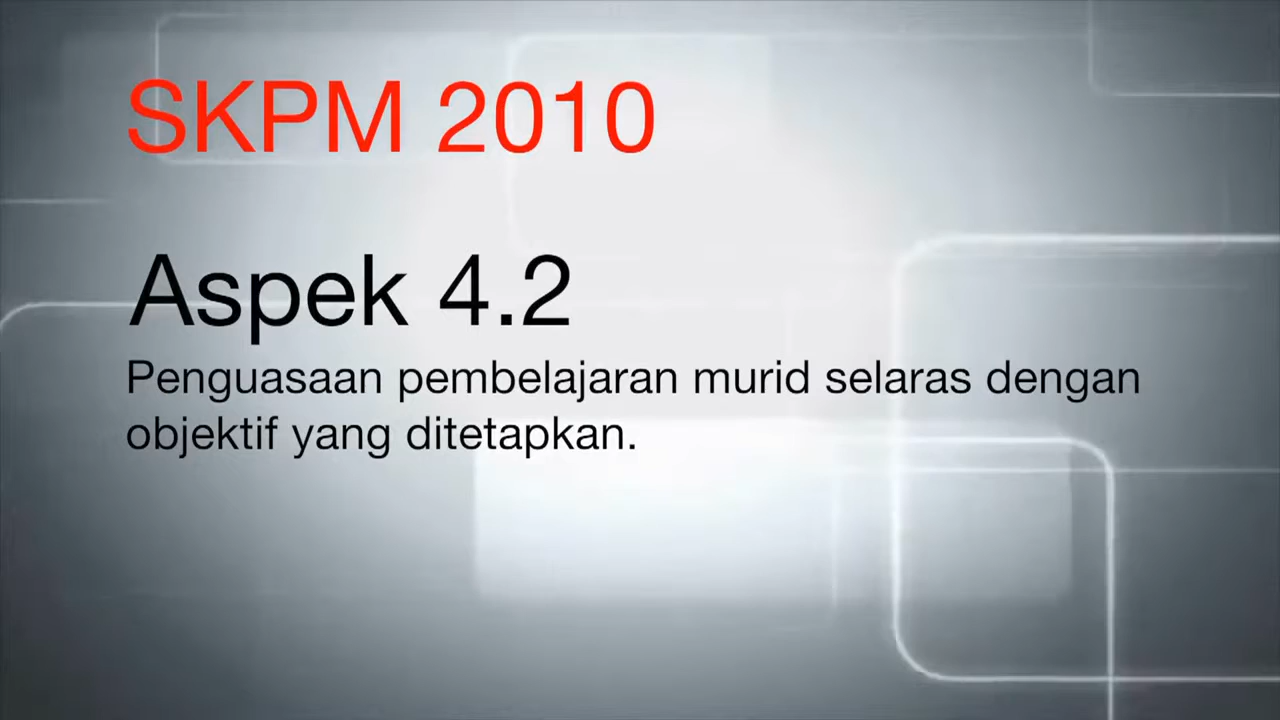 SKPM 2010
Aspek 4.2
Penguasaan pembelajaran murid selaras dengan
objektif yang ditetapkan.